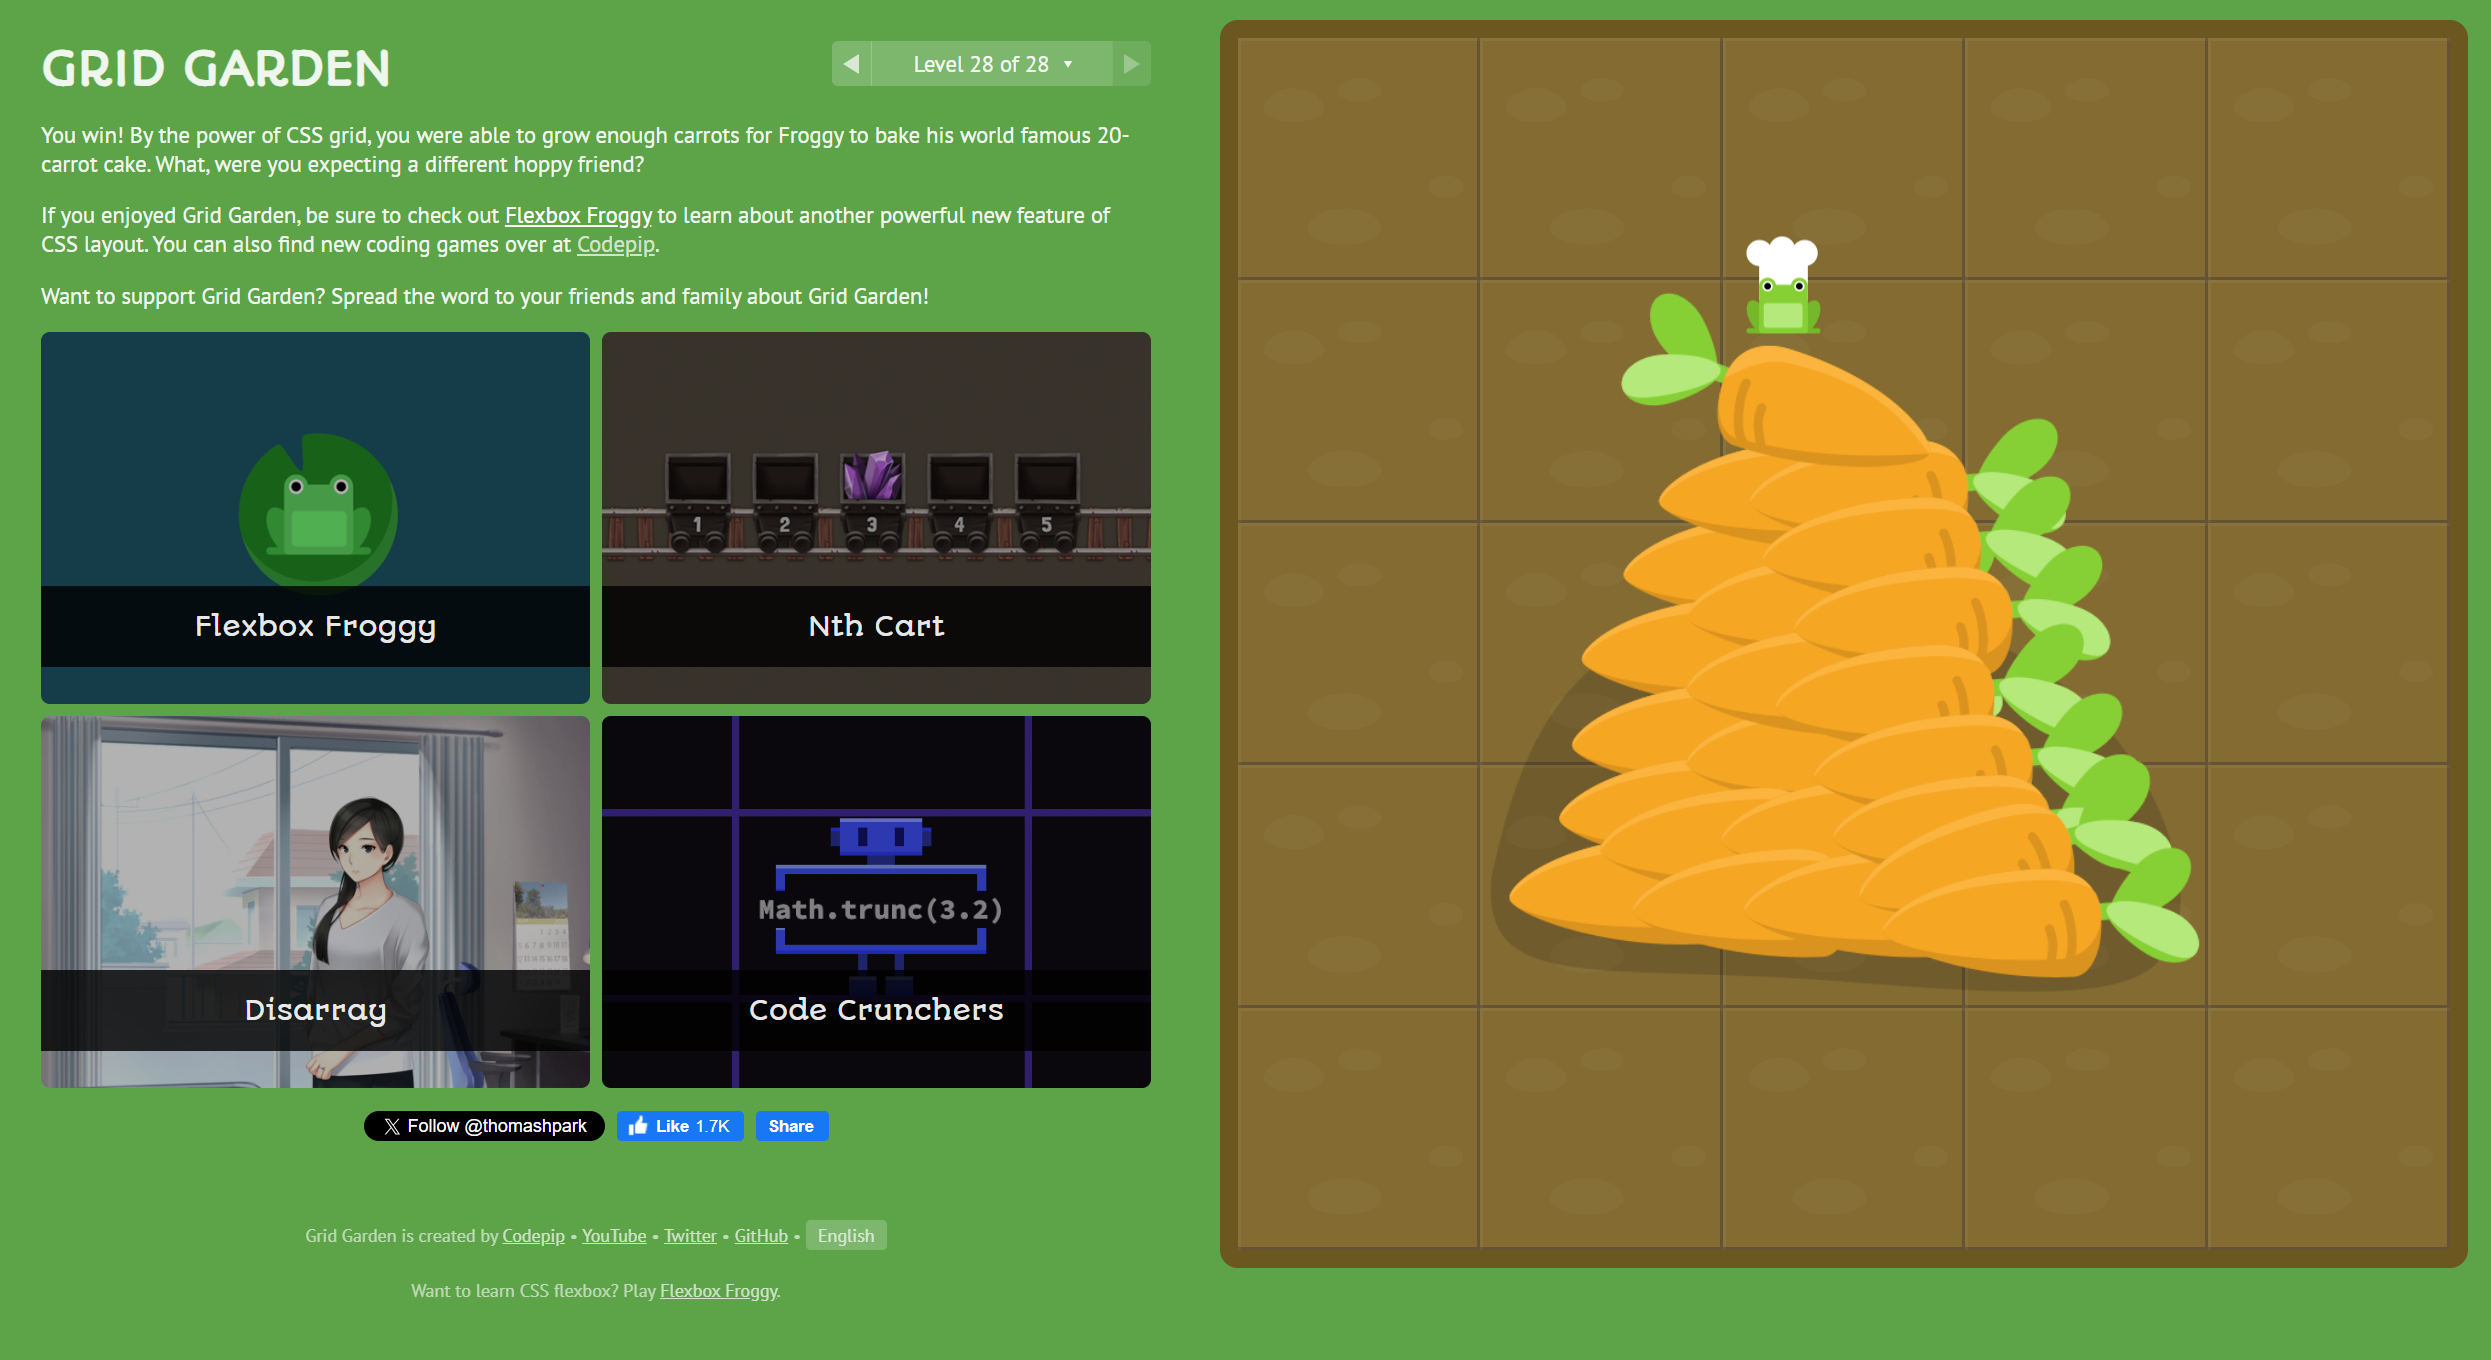 GRID GARDEN
Level 28 of 28
You win! By the power of CSS grid, you were able to grow enough carrots for Froggy to bake his world famous 20-
carrot cake. What, were you expecting a different hoppy friend?
If you enjoyed Grid Garden, be sure to check out Flexbox Froggy to learn about another powerful new feature of
CSS layout. You can also find new coding games over at Codepip.
Want to support Grid Garden? Spread the word to your friends and family about Grid Garden!
Flexbox Froggy
1 2 3 4 5
Nth Cart
Disarray
Math.trunc(3.2)
Code Crunchers
Follow @thomashpark
Like 1.7K
Share
Grid Garden is created by Codepip • YouTube • Twitter • GitHub • English
Want to learn CSS flexbox? Play Flexbox Froggy.